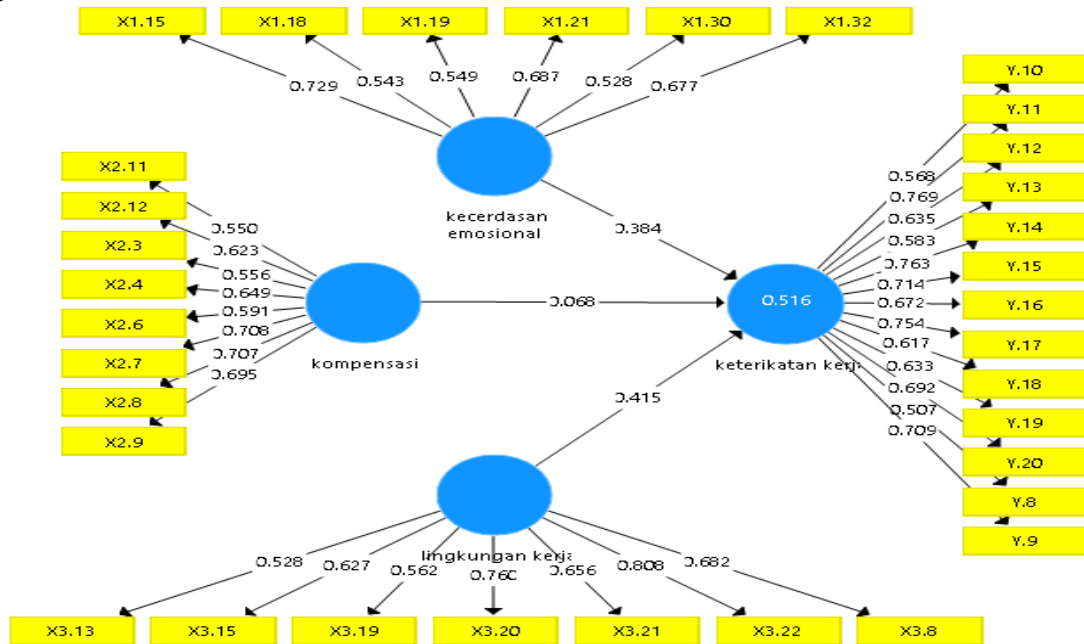 X1.15
X1.18
X1.19
X1.21
X1.30
X1.32
0.729
0.543
0.549
0.687
0.528
0.677
kecerdasan
emosional
X2.11
X2.12
X2.3
X2.4
X2.6
X2.7
X2.8
X2.9
0.550
0.623
0.556
0.649
0.591
0.708
0.707
0.695
kompensasi
0.384
0.068
0.415
0.516
keterikatan kerja
Y.10
Y.11
Y.12
Y.13
Y.14
Y.15
Y.16
Y.17
Y.18
Y.19
Y.20
Y.8
Y.9
0.568
0.769
0.635
0.583
0.763
0.714
0.672
0.754
0.617
0.633
0.692
0.507
0.709
lingkungan kerja
0.528
0.627
0.562
0.760
0.656
0.808
0.682
X3.13
X3.15
X3.19
X3.20
X3.21
X3.22
X3.8